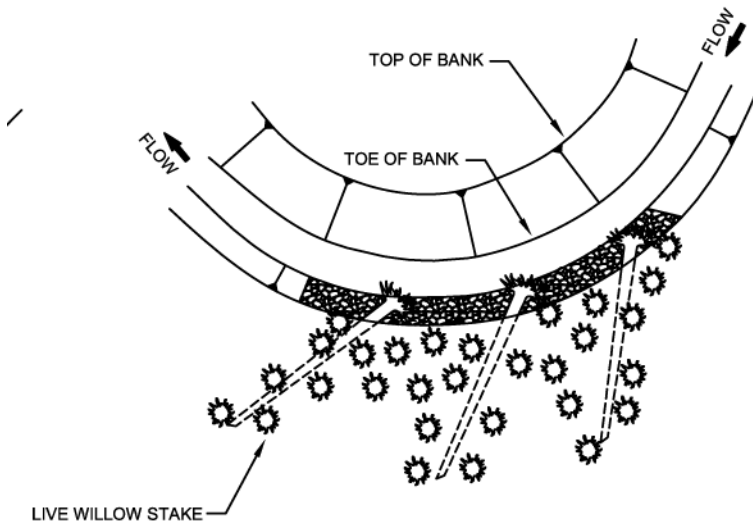 FLOW
TOP OF BANK
FLOW
TOE OF BANK
LIVE WILLOW STAKE